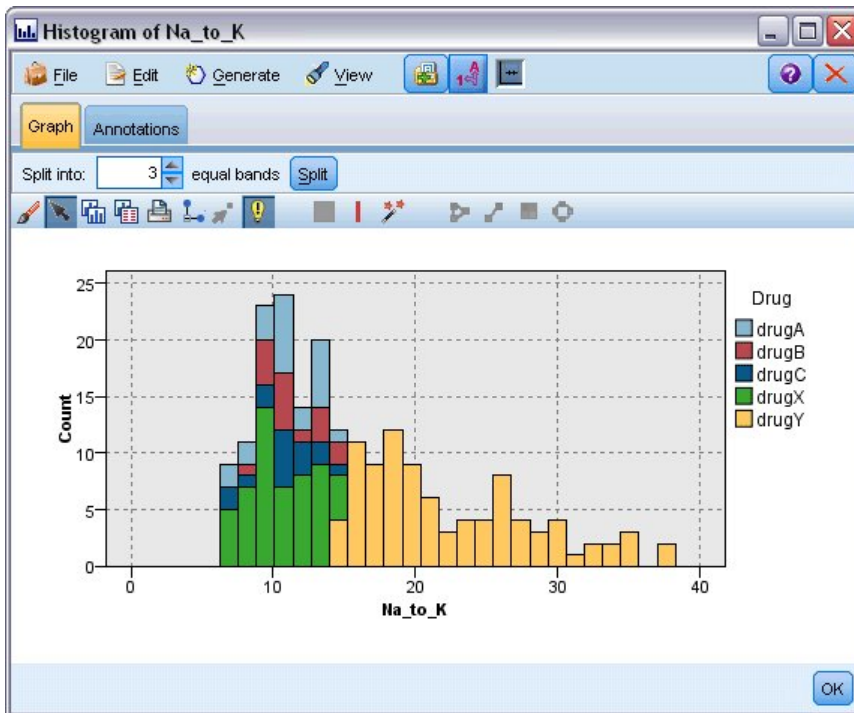 Histogram of Na_to_K
File Edit Generate View
Graph Annotations
Split into: 3 equal bands Split
25
20
15
10
5
0
Count
0 10 20 30 40
Na_to_K
Drug
drugA
drugB
drugC
drugX
drugY
OK